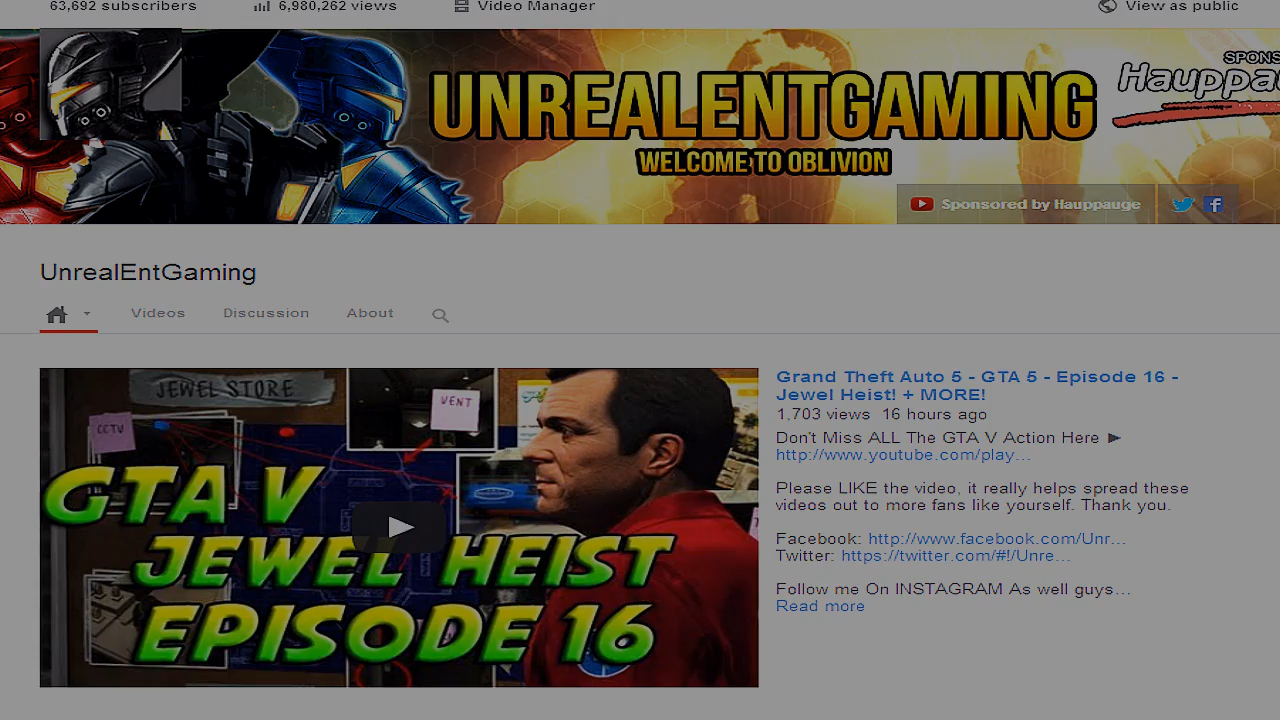 63,692 subscribers
6,980,262 views
Video Manager
View as public
UNREALENTGAMING
WELCOME TO OBLIVION
Sponsored by Hauppauge
UnrealEntGaming
Videos
Discussion
About
JEWEL STORE
CCTV
VENT
GTA V
JEWEL HEIST
EPISODE 16
Grand Theft Auto 5 - GTA 5 - Episode 16 -
Jewel Heist! + MORE!
1,703 views 16 hours ago
Don't Miss ALL The GTA V Action Here ►
http://www.youtube.com/play...
Please LIKE the video, it really helps spread these
videos out to more fans like yourself. Thank you.
Facebook: http://www.facebook.com/Unr...
Twitter: https://twitter.com/#!/Unre...
Follow me On INSTAGRAM As well guys...
Read more